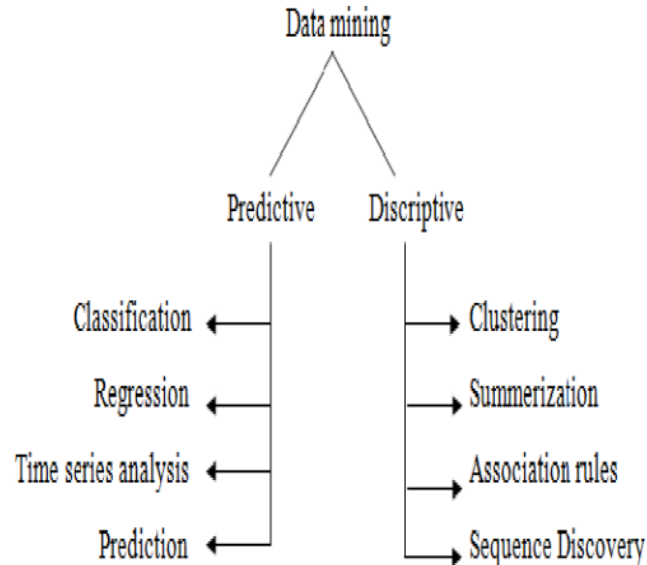 Data mining
Predictive
Discriptive
Classification
Regression
Time series analysis
Prediction
Clustering
Summerization
Association rules
Sequence Discovery